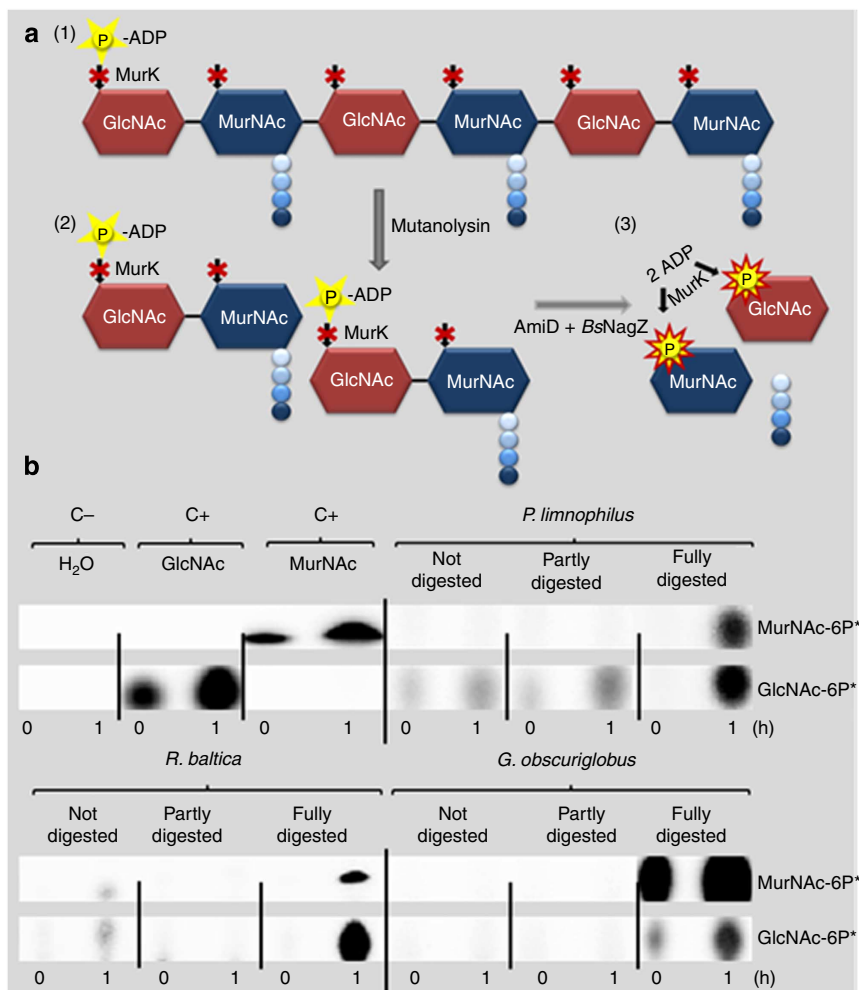 a (1) P -ADP
MurK
GlcNAc MurNAc GlcNAc MurNAc GlcNAc MurNAc
Mutanolysin
(2) P -ADP
MurK
GlcNAc MurNAc
P -ADP
MurK
GlcNAc MurNAc
AmiD + BsNagZ
(3)
2 ADP
MurK
P
GlcNAc
P
MurNAc
b
C– C+ C+ P. limnophilus
H2O GlcNAc MurNAc Not digested Partly digested Fully digested
MurNAc-6P*
GlcNAc-6P*
0 1 0 1 0 1 0 1 0 1 0 1 (h)
R. baltica G. obscuriglobus
Not digested Partly digested Fully digested Not digested Partly digested Fully digested
MurNAc-6P*
GlcNAc-6P*
0 1 0 1 0 1 0 1 0 1 0 1 (h)